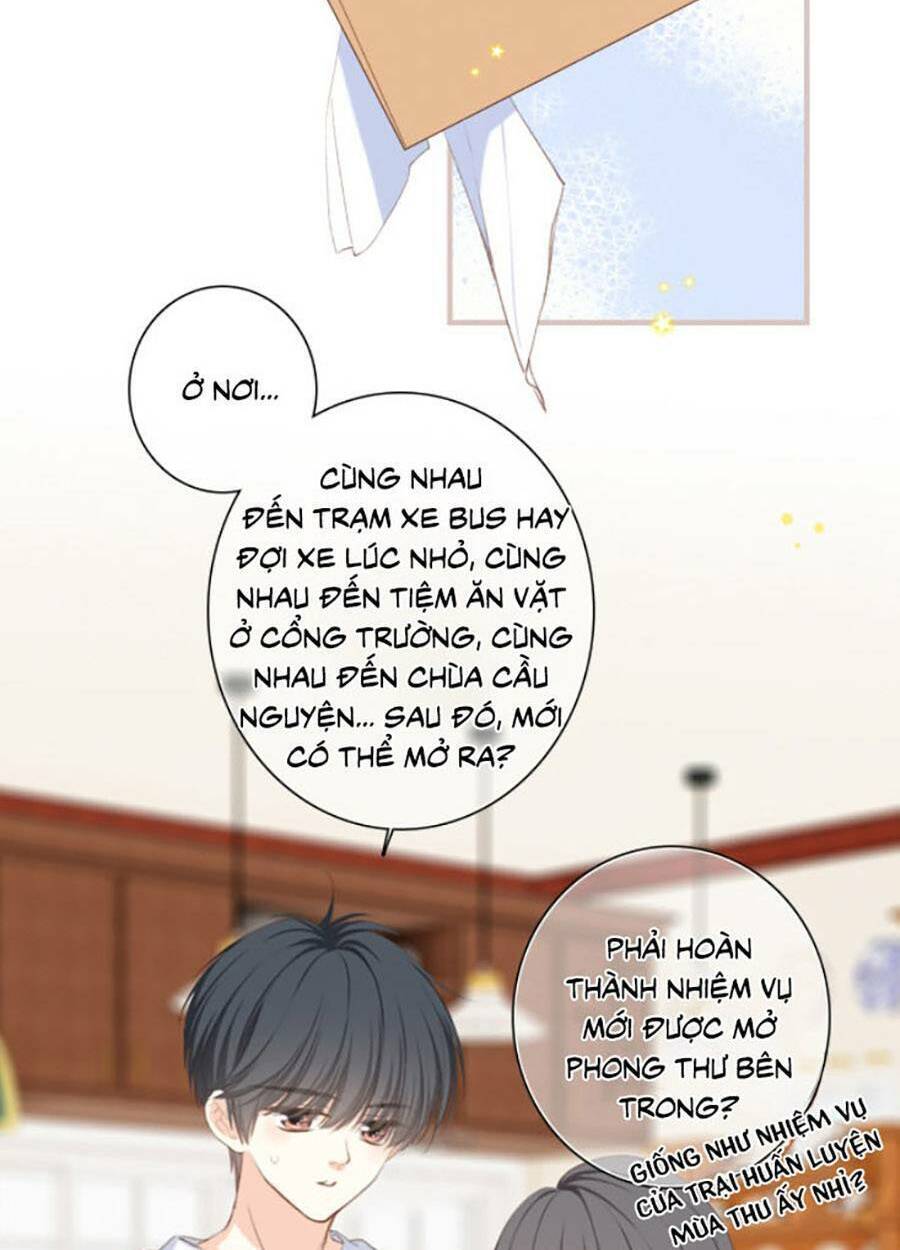 Ở NƠI...
CÙNG NHAU
ĐẾN TRẠM XE BUS HAY
ĐỢI XE LÚC NHỎ, CÙNG
NHAU ĐẾN TIỆM ĂN VẶT
Ở CỔNG TRƯỜNG, CÙNG
NHAU ĐẾN CHÙA CẦU
NGUYỆN... SAU ĐÓ, MỚI
CÓ THỂ MỞ RA?
PHẢI HOÀN
THÀNH NHIỆM VỤ
MỚI ĐƯỢC MỞ
PHONG THƯ BÊN
TRONG?
GIỐNG NHƯ NHIỆM VỤ
CỦA TRẠI HUẤN LUYỆN
MÙA THU ẤY NHỈ?